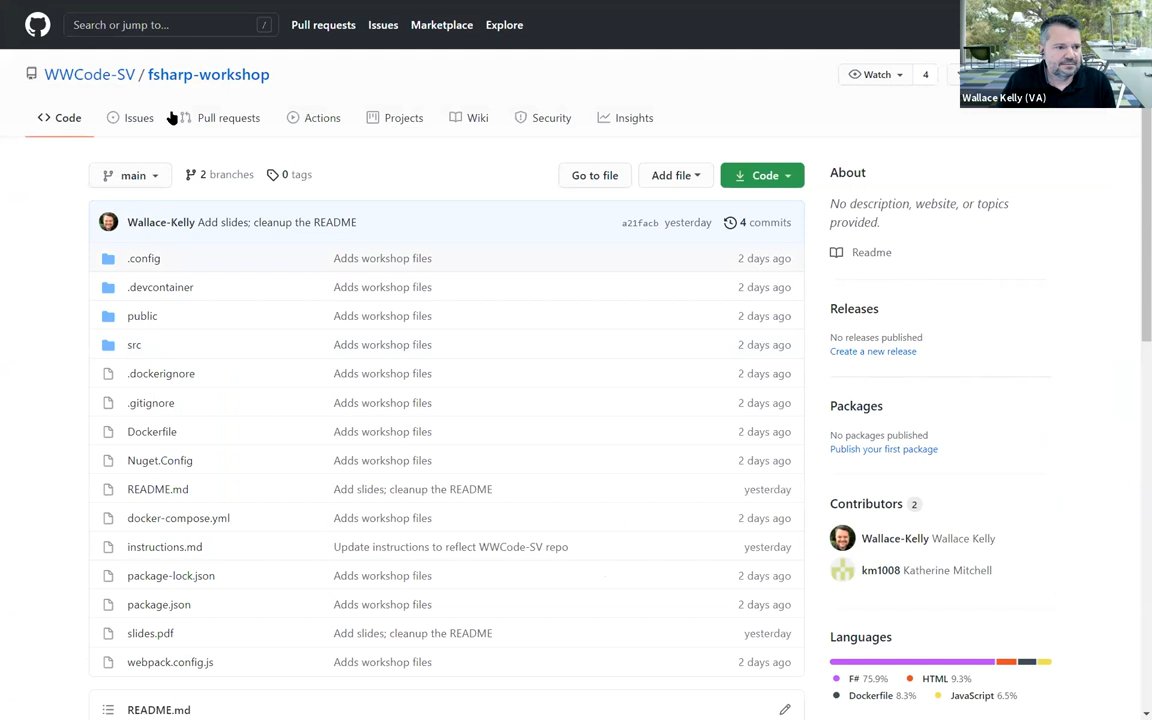 Search or jump to... /
Pull requests Issues Marketplace Explore
Wallace Kelly (VA)
WWCode-SV / fsharp-workshop
Watch 4
Code Issues Pull requests Actions Projects Wiki Security Insights
main 2 branches 0 tags Go to file Add file Code
Wallace-Kelly Add slides; cleanup the README a21facb yesterday 4 commits
.config Adds workshop files 2 days ago
.devcontainer Adds workshop files 2 days ago
public Adds workshop files 2 days ago
src Adds workshop files 2 days ago
.dockerignore Adds workshop files 2 days ago
.gitignore Adds workshop files 2 days ago
Dockerfile Adds workshop files 2 days ago
Nuget.Config Adds workshop files 2 days ago
README.md Add slides; cleanup the README yesterday
docker-compose.yml Adds workshop files 2 days ago
instructions.md Update instructions to reflect WWCode-SV repo yesterday
package-lock.json Adds workshop files 2 days ago
package.json Adds workshop files 2 days ago
slides.pdf Add slides; cleanup the README yesterday
webpack.config.js Adds workshop files 2 days ago
README.md
About
No description, website, or topics
provided.
Readme
Releases
No releases published
Create a new release
Packages
No packages published
Publish your first package
Contributors 2
Wallace-Kelly Wallace Kelly
km1008 Katherine Mitchell
Languages
F# 75.9% HTML 9.3%
Dockerfile 8.3% JavaScript 6.5%